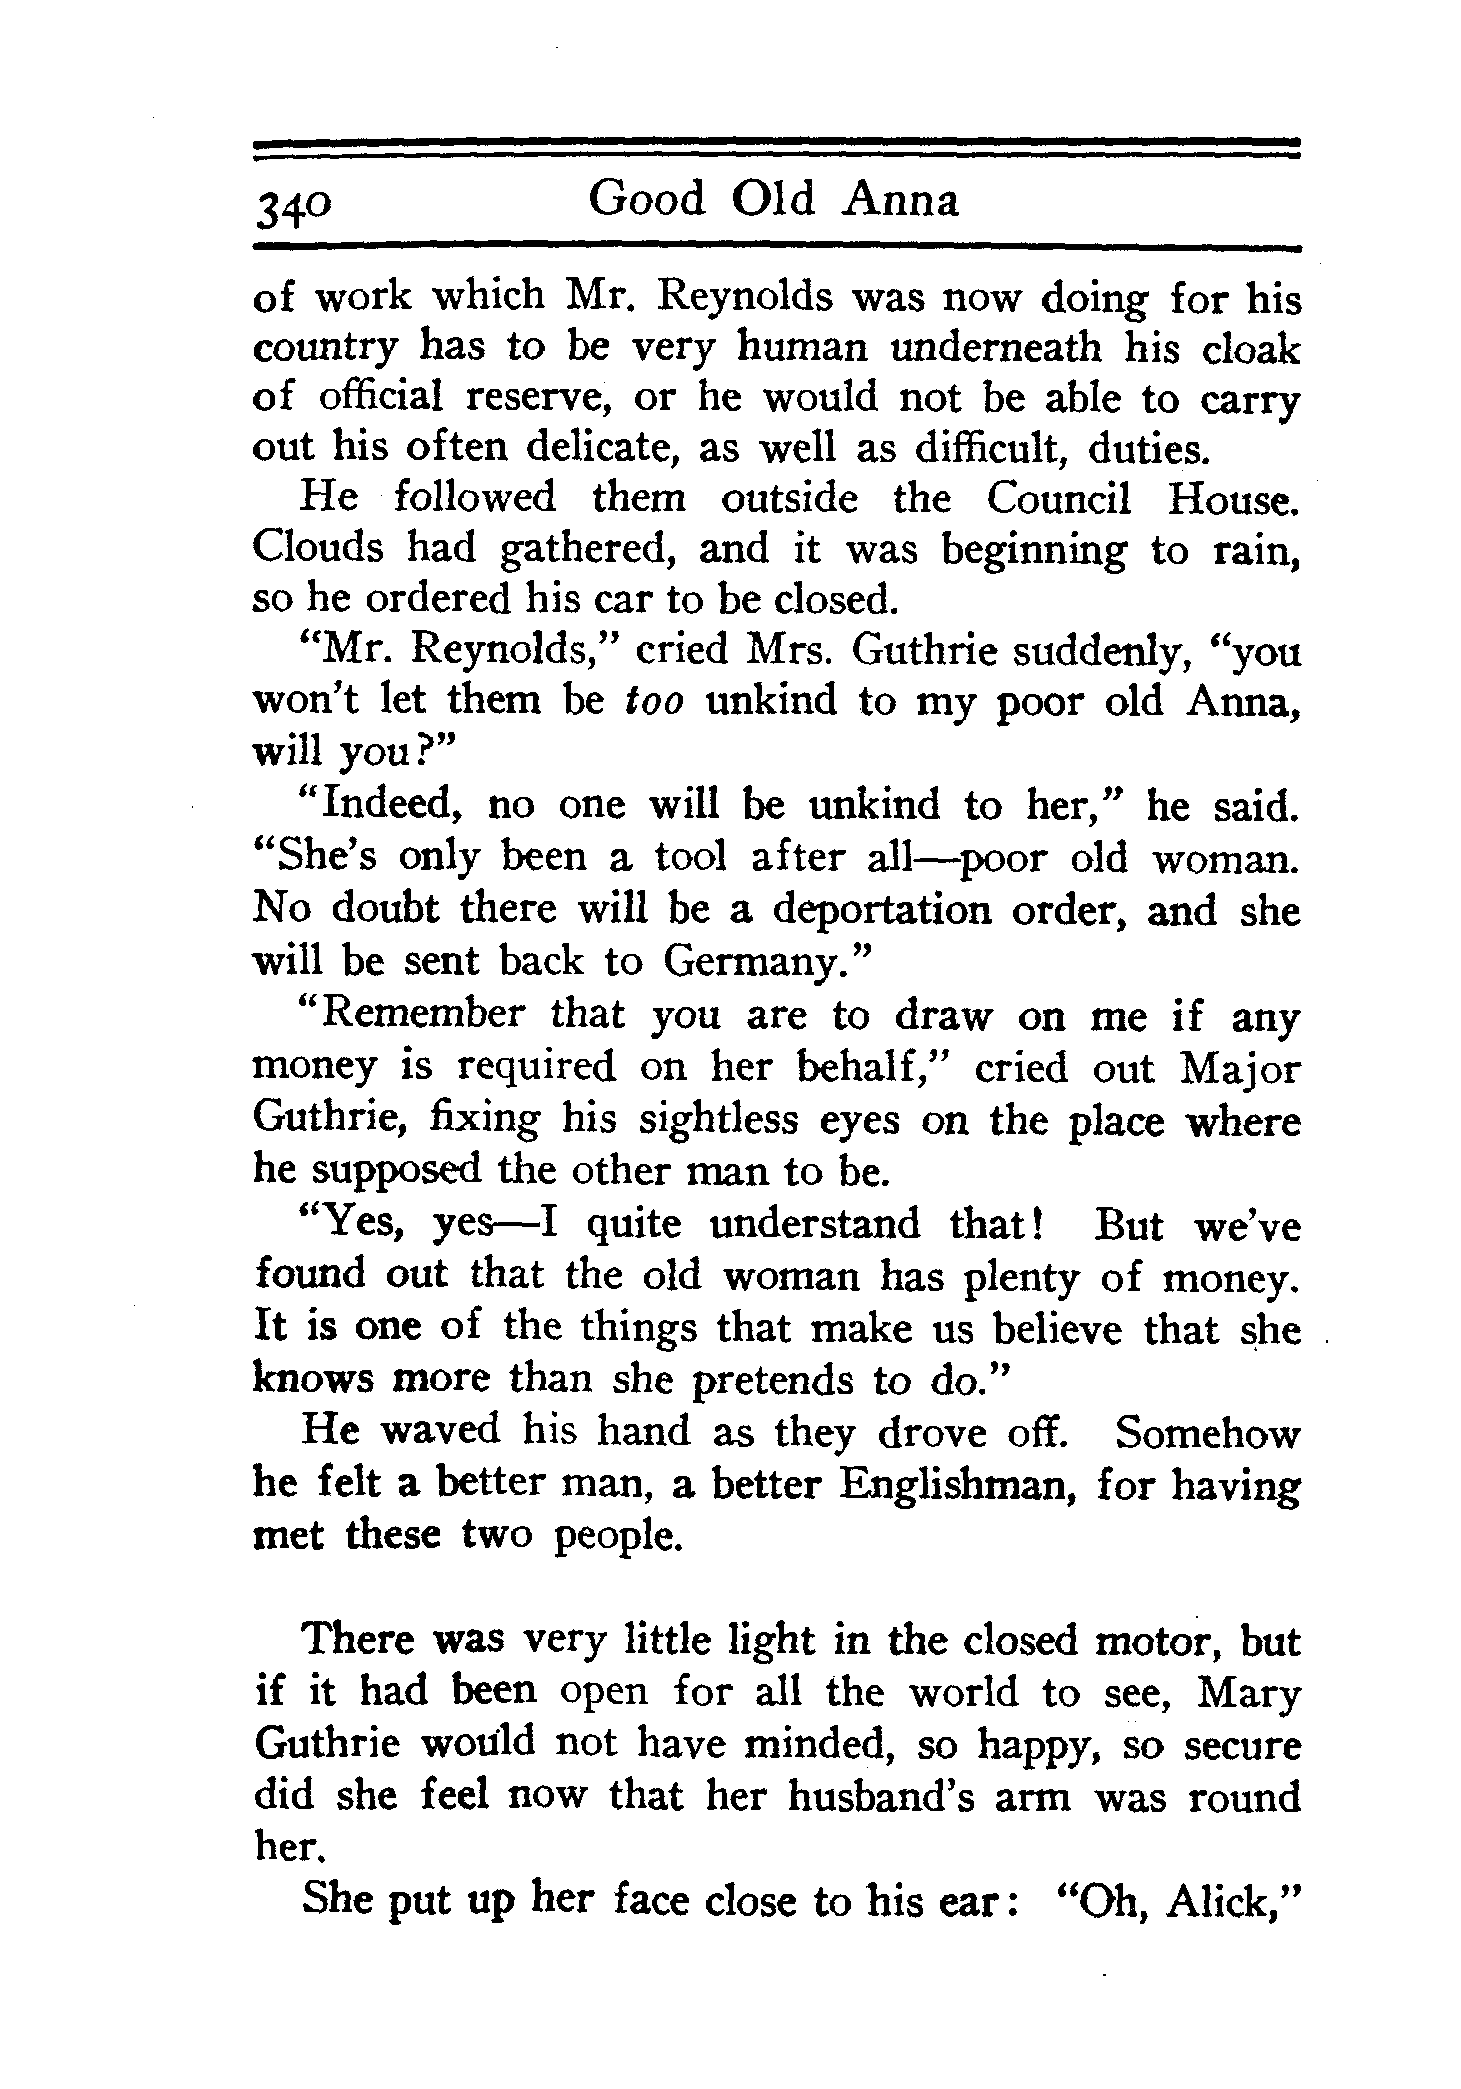 340 Good Old Anna
of work which Mr. Reynolds was now doing for his
country has to be very human underneath his cloak
of official reserve, or he would not be able to carry
out his often delicate, as well as difficult, duties.
He followed them outside the Council House.
Clouds had gathered, and it was beginning to rain,
so he ordered his car to be closed.
“Mr. Reynolds,” cried Mrs. Guthrie suddenly, “you
won’t let them be too unkind to my poor old Anna,
will you?”
“Indeed, no one will be unkind to her,” he said.
“She’s only been a tool after all—poor old woman.
No doubt there will be a deportation order, and she
will be sent back to Germany.”
“Remember that you are to draw on me if any
money is required on her behalf,” cried out Major
Guthrie, fixing his sightless eyes on the place where
he supposed the other man to be.
“Yes, yes—I quite understand that! But we’ve
found out that the old woman has plenty of money.
It is one of the things that make us believe that she
knows more than she pretends to do.”
He waved his hand as they drove off. Somehow
he felt a better man, a better Englishman, for having
met these two people.
There was very little light in the closed motor, but
if it had been open for all the world to see, Mary
Guthrie would not have minded, so happy, so secure
did she feel now that her husband’s arm was round
her.
She put up her face close to his ear: “Oh, Alick,”